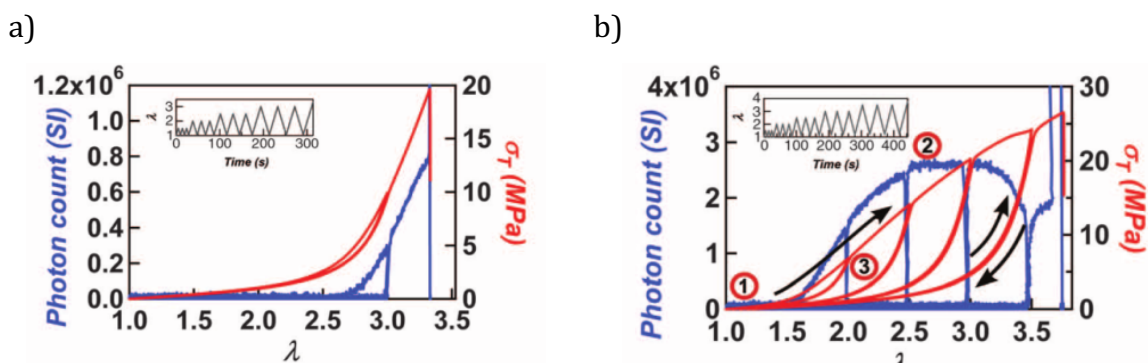 a)
1.2x10⁶
1.0
0.8
0.6
0.4
0.2
0.0
Photon count (SI)
20
15
10
5
0
σT (MPa)
3
2
1
λ
0 100 200 300
Time (s)
1.0 1.5 2.0 2.5 3.0 3.5
λ
b)
4x10⁶
3
2
1
0
Photon count (SI)
30
20
10
0
σT (MPa)
4
3
2
1
λ
0 100 200 300 400
Time (s)
1
2
3
1.0 1.5 2.0 2.5 3.0 3.5
λ